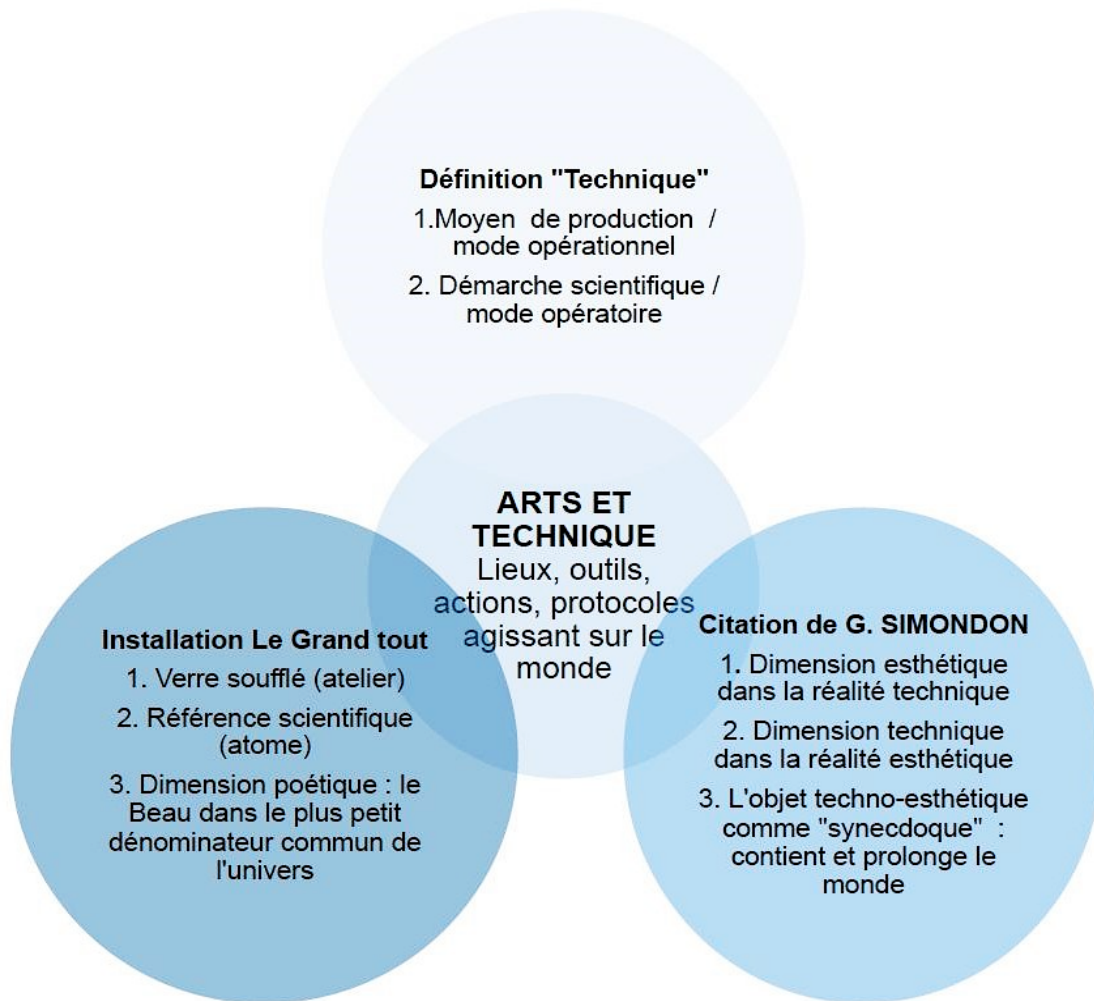 Définition "Technique"
1.Moyen de production /
mode opérationnel
2. Démarche scientifique /
mode opératoire
ARTS ET
TECHNIQUE
Lieux, outils,
actions, protocoles
agissant sur le
monde
Installation Le Grand tout
1. Verre soufflé (atelier)
2. Référence scientifique
(atome)
3. Dimension poétique : le
Beau dans le plus petit
dénominateur commun de
l'univers
Citation de G. SIMONDON
1. Dimension esthétique
dans la réalité technique
2. Dimension technique
dans la réalité esthétique
3. L'objet techno-esthétique
comme "synecdoque" :
contient et prolonge le
monde